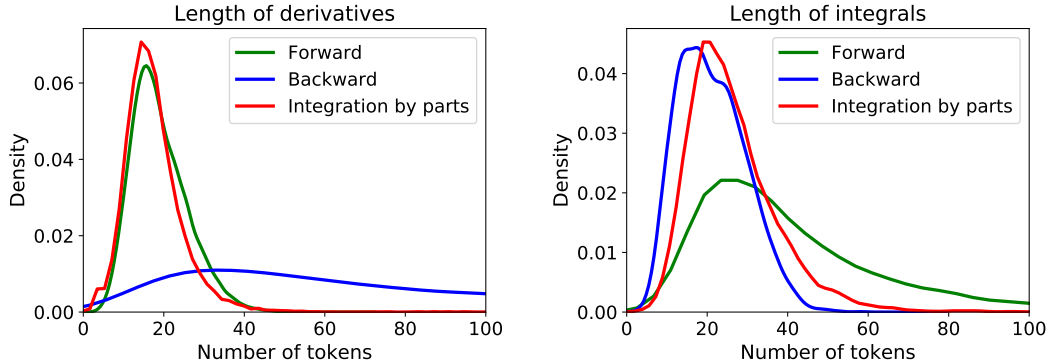 Length of derivatives
Forward
Backward
Integration by parts
0.06
0.04
0.02
0.00
Density
0 20 40 60 80 100
Number of tokens
Length of integrals
Forward
Backward
Integration by parts
0.04
0.03
0.02
0.01
0.00
Density
0 20 40 60 80 100
Number of tokens